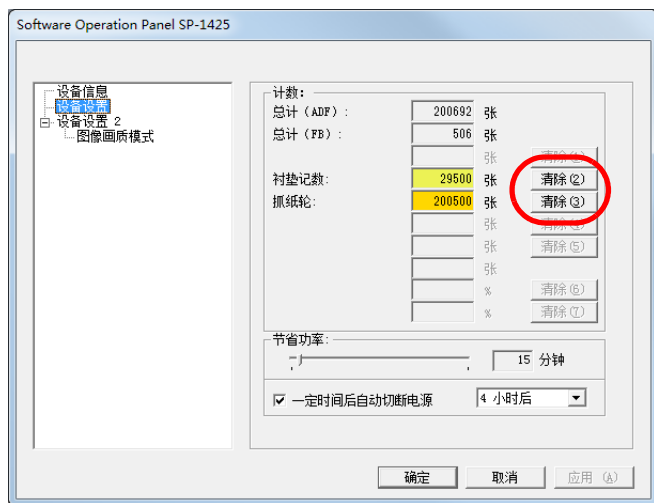 Software Operation Panel SP-1425
设备信息
设备设置
设备设置 2
图像画质模式
计数：
总计（ADF）： 200692 张
总计（FB）： 506 张
张 清除(1)
衬垫记数： 29500 张 清除(2)
抓纸轮： 200500 张 清除(3)
张 清除(4)
张 清除(5)
张
% 清除(6)
% 清除(7)
节省功率：
15 分钟
一定时间后自动切断电源 4 小时后
确定 取消 应用 (A)